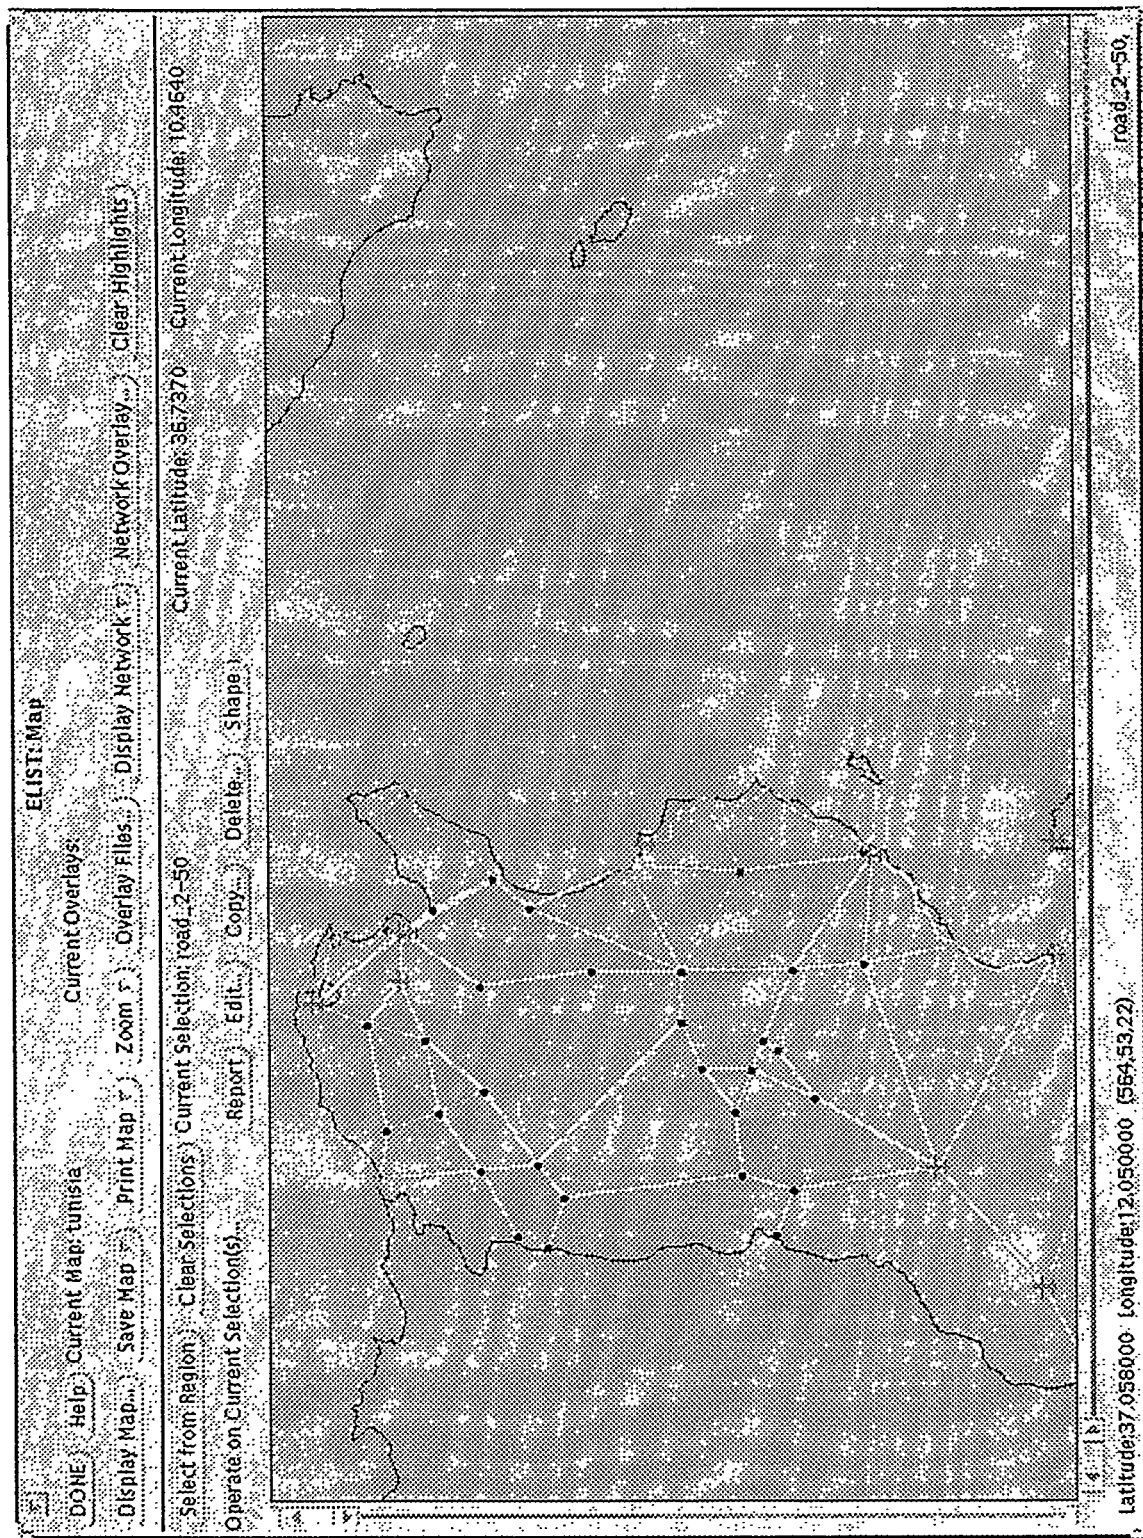 ELIST: Map
DONE Help Current Map: tunisia Current Overlays:
Display Map... Save Map Print Map Zoom Overlay Files... Display Network Network Overlay... Clear Highlights
Select from Region Clear Selections Current Selection: road_2-50 Current Latitude: 35.7370 Current Longitude: 10.4640
Operate on Current Selection(s)... Report Edit... Copy... Delete... Shape
Latitude:37.058000 Longitude:12.050000 (564,53,22) road_2-50,